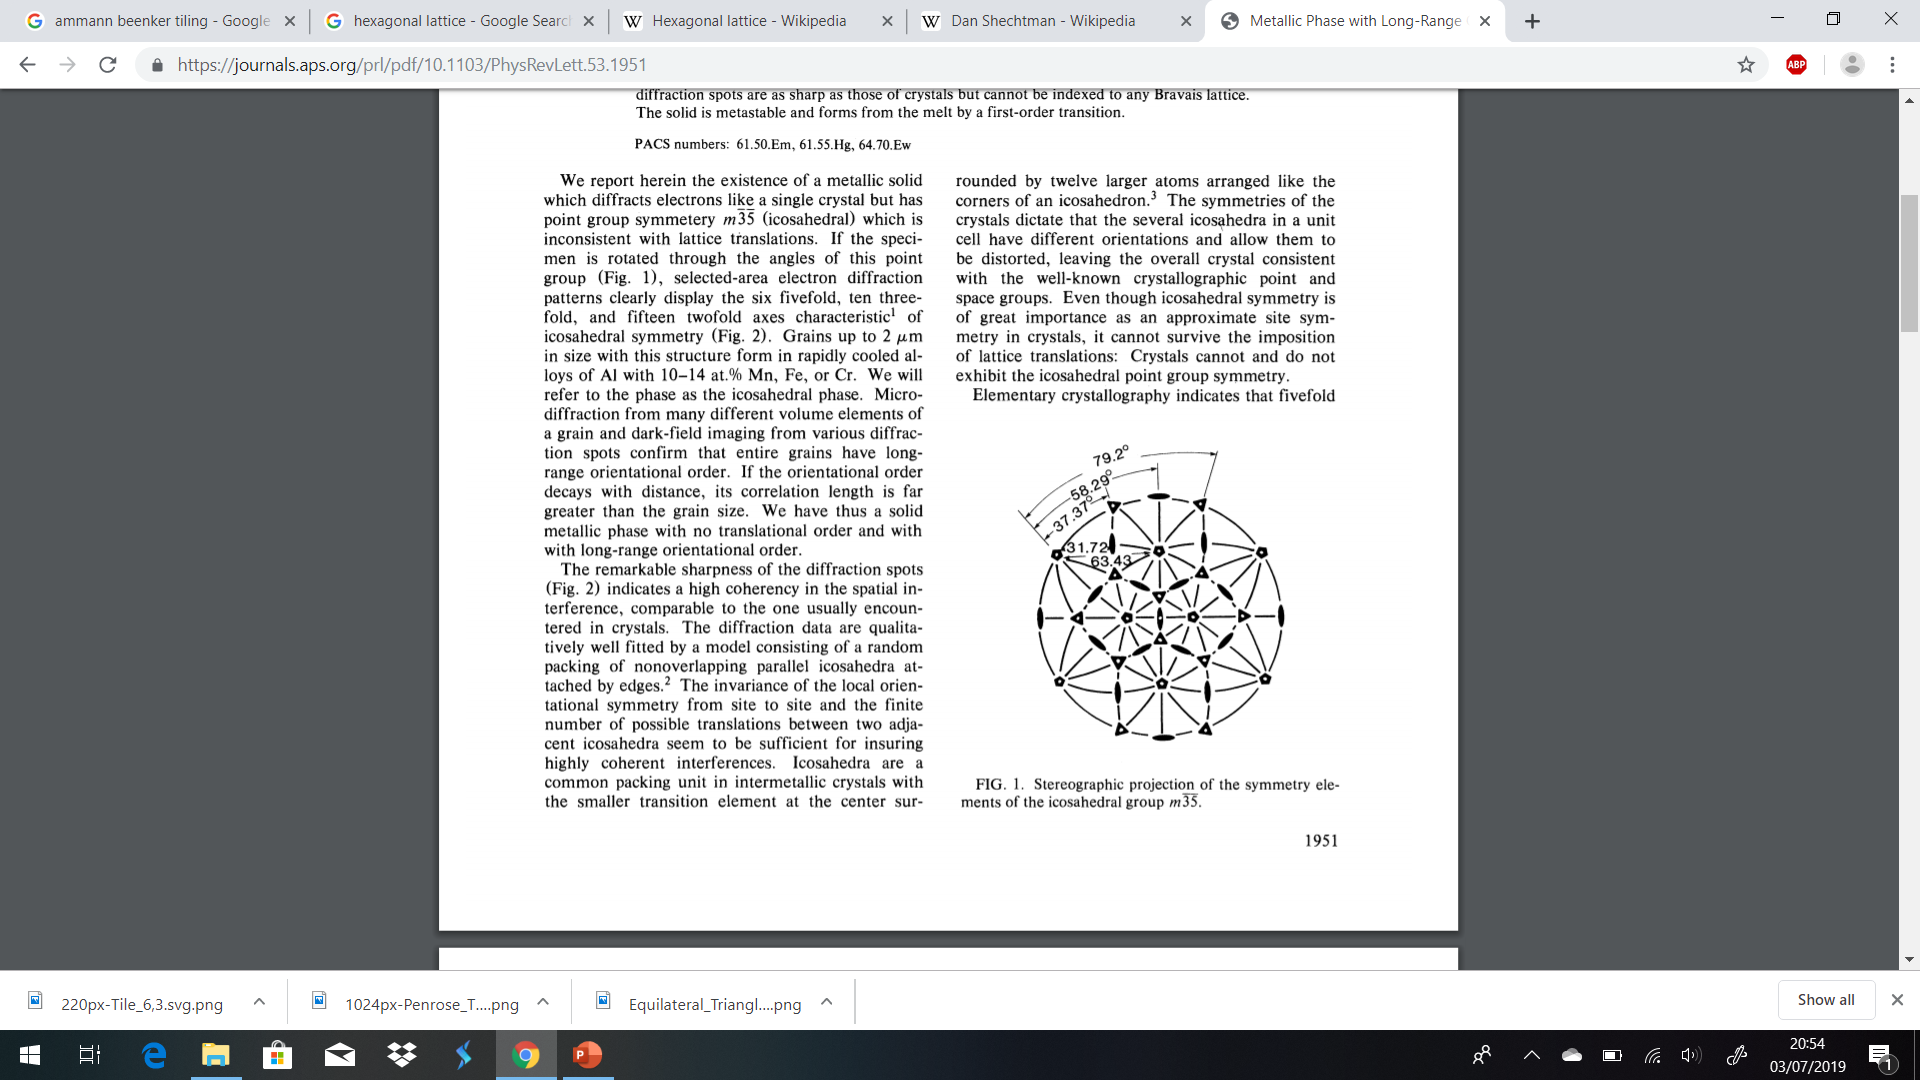 ammann beenker tiling - Google
hexagonal lattice - Google Searc
Hexagonal lattice - Wikipedia
Dan Shechtman - Wikipedia
Metallic Phase with Long-Range
https://journals.aps.org/prl/pdf/10.1103/PhysRevLett.53.1951
ABP
diffraction spots are as sharp as those of crystals but cannot be indexed to any Bravais lattice.
The solid is metastable and forms from the melt by a first-order transition.
PACS numbers: 61.50.Em, 61.55.Hg, 64.70.Ew
We report herein the existence of a metallic solid
which diffracts electrons like a single crystal but has
point group symmetery m3̅5̅ (icosahedral) which is
inconsistent with lattice translations. If the speci-
men is rotated through the angles of this point
group (Fig. 1), selected-area electron diffraction
patterns clearly display the six fivefold, ten three-
fold, and fifteen twofold axes characteristic¹ of
icosahedral symmetry (Fig. 2). Grains up to 2 μm
in size with this structure form in rapidly cooled al-
loys of Al with 10–14 at.% Mn, Fe, or Cr. We will
refer to the phase as the icosahedral phase. Micro-
diffraction from many different volume elements of
a grain and dark-field imaging from various diffrac-
tion spots confirm that entire grains have long-
range orientational order. If the orientational order
decays with distance, its correlation length is far
greater than the grain size. We have thus a solid
metallic phase with no translational order and with
with long-range orientational order.
The remarkable sharpness of the diffraction spots
(Fig. 2) indicates a high coherency in the spatial in-
terference, comparable to the one usually encoun-
tered in crystals. The diffraction data are qualita-
tively well fitted by a model consisting of a random
packing of nonoverlapping parallel icosahedra at-
tached by edges.² The invariance of the local orien-
tational symmetry from site to site and the finite
number of possible translations between two adja-
cent icosahedra seem to be sufficient for insuring
highly coherent interferences. Icosahedra are a
common packing unit in intermetallic crystals with
the smaller transition element at the center sur-
rounded by twelve larger atoms arranged like the
corners of an icosahedron.³ The symmetries of the
crystals dictate that the several icosahedra in a unit
cell have different orientations and allow them to
be distorted, leaving the overall crystal consistent
with the well-known crystallographic point and
space groups. Even though icosahedral symmetry is
of great importance as an approximate site sym-
metry in crystals, it cannot survive the imposition
of lattice translations: Crystals cannot and do not
exhibit the icosahedral point group symmetry.
Elementary crystallography indicates that fivefold
79.2°
58.29°
37.37°
31.72
63.43
FIG. 1. Stereographic projection of the symmetry ele-
ments of the icosahedral group m3̅5̅.
1951
220px-Tile_6,3.svg.png
1024px-Penrose_T....png
Equilateral_Triangl....png
Show all
20:54
03/07/2019
1